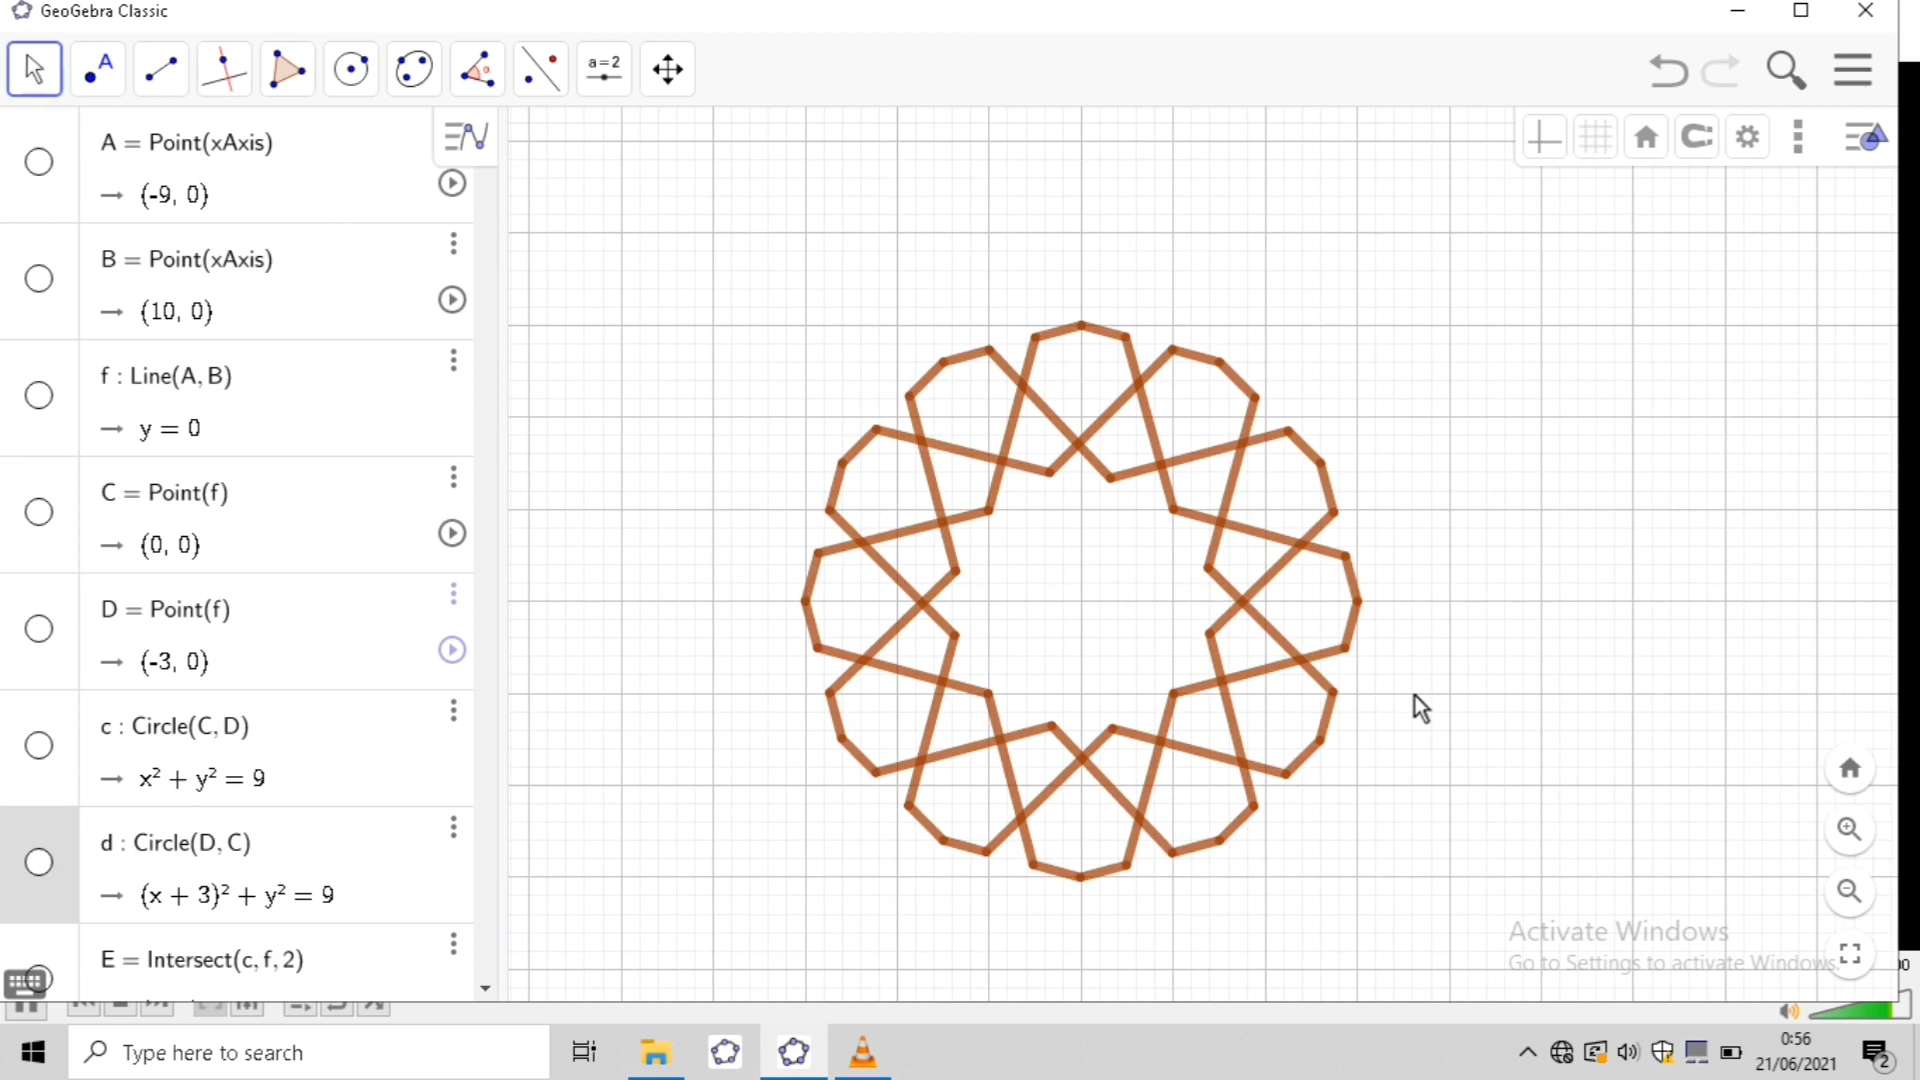 GeoGebra Classic
A
a=2
A = Point(xAxis)
→ (-9, 0)
B = Point(xAxis)
→ (10, 0)
f : Line(A, B)
→ y = 0
C = Point(f)
→ (0, 0)
D = Point(f)
→ (-3, 0)
c : Circle(C, D)
→ x² + y² = 9
d : Circle(D, C)
→ (x + 3)² + y² = 9
E = Intersect(c, f, 2)
Activate Windows
Go to Settings to activate Windows.
Type here to search
0:56
21/06/2021
2